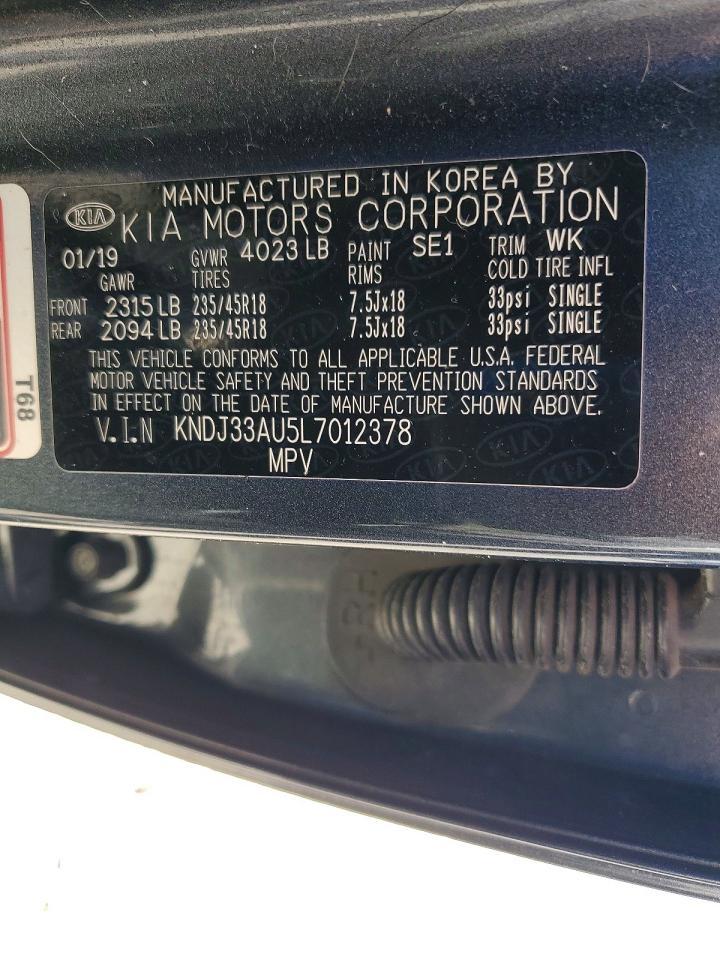 MANUFACTURED IN KOREA BY
KIA KIA MOTORS CORPORATION
01/19 GVWR 4023 LB PAINT SE1 TRIM WK
GAWR TIRES RIMS COLD TIRE INFL
FRONT 2315 LB 235/45R18 7.5Jx18 33psi SINGLE
REAR 2094 LB 235/45R18 7.5Jx18 33psi SINGLE
THIS VEHICLE CONFORMS TO ALL APPLICABLE U.S.A. FEDERAL
MOTOR VEHICLE SAFETY AND THEFT PREVENTION STANDARDS
IN EFFECT ON THE DATE OF MANUFACTURE SHOWN ABOVE.
V.I.N KNDJ33AU5L7012378
MPV
T68
RH